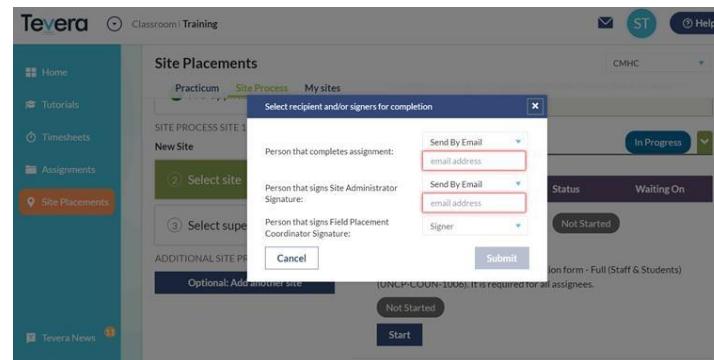 Tevera
Classroom | Training
ST
Help
Home
Tutorials
Timesheets
Assignments
Site Placements
Tevera News
13
Site Placements
CMHC
Practicum Site Process My sites
SITE PROCESS SITE 1
New Site
In Progress
2 Select site
Status Waiting On
3 Select supe
Not Started
ADDITIONAL SITE PR
Optional: Add another site
ion form - Full (Staff & Students)
(UNCP-COUN-1006). It is required for all assignees.
Not Started
Start
Select recipient and/or signers for completion
Person that completes assignment:
Send By Email
email address
Person that signs Site Administrator
Signature:
Send By Email
email address
Person that signs Field Placement
Coordinator Signature:
Signer
Cancel
Submit